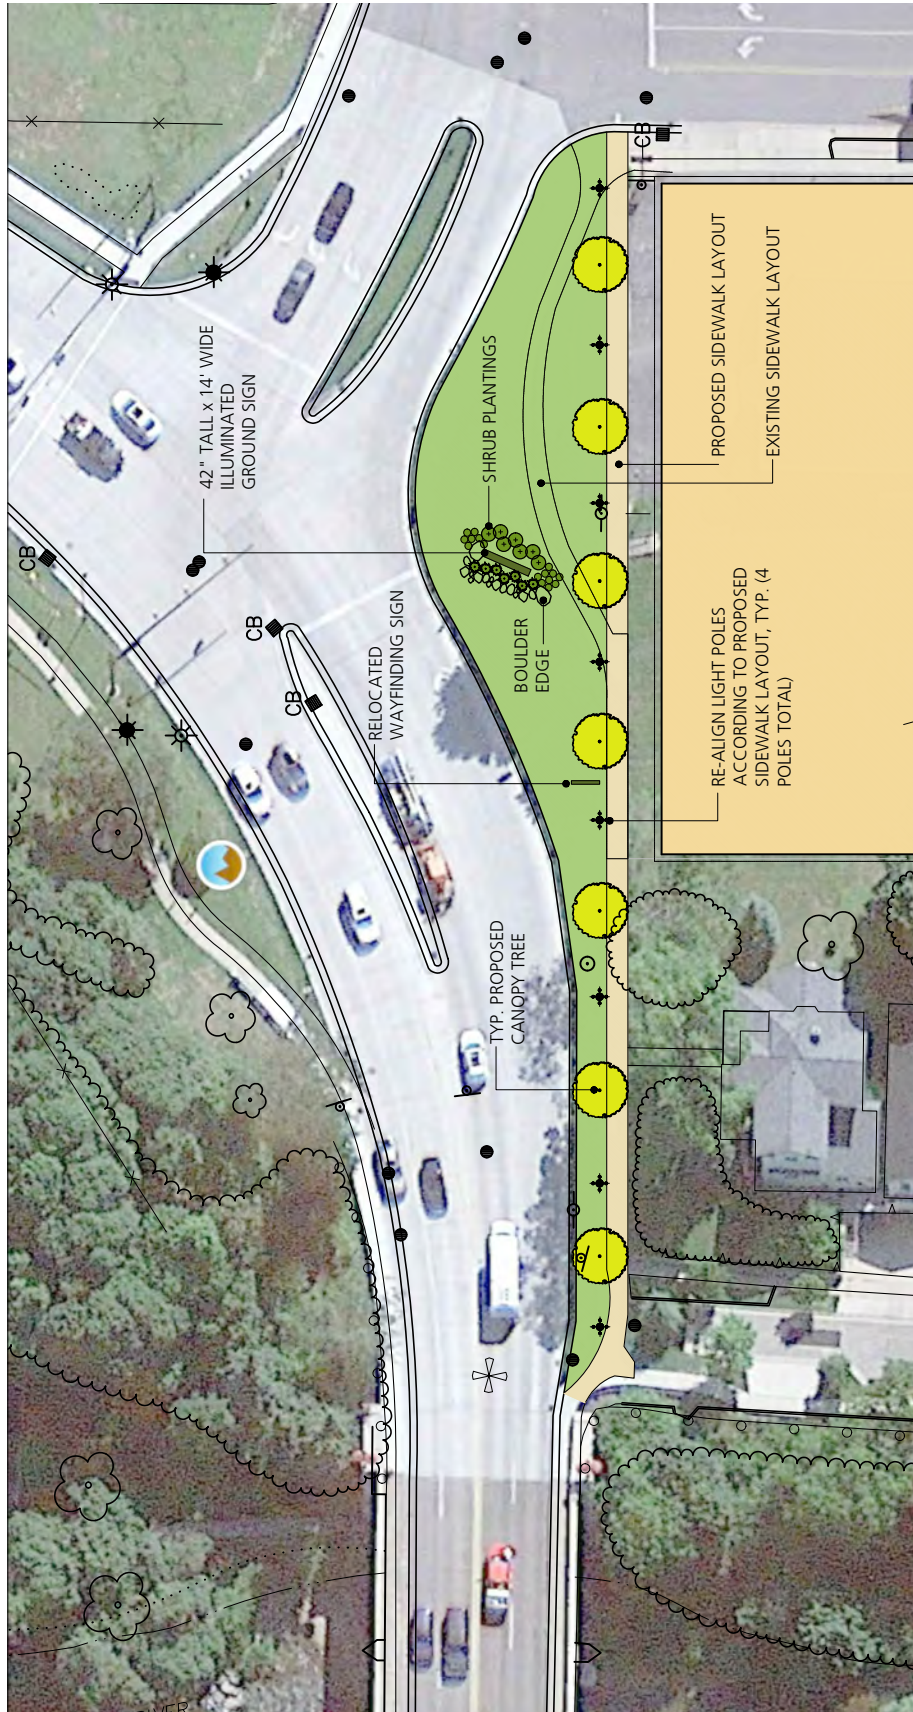 CB
42" TALL x 14' WIDE
ILLUMINATED
GROUND SIGN
SHRUB PLANTINGS
PROPOSED SIDEWALK LAYOUT
EXISTING SIDEWALK LAYOUT
CB
CB
CB
RELOCATED
WAYFINDING SIGN
BOULDER
EDGE
RE-ALIGN LIGHT POLES
ACCORDING TO PROPOSED
SIDEWALK LAYOUT, TYP. (4
POLES TOTAL)
TYP. PROPOSED
CANOPY TREE